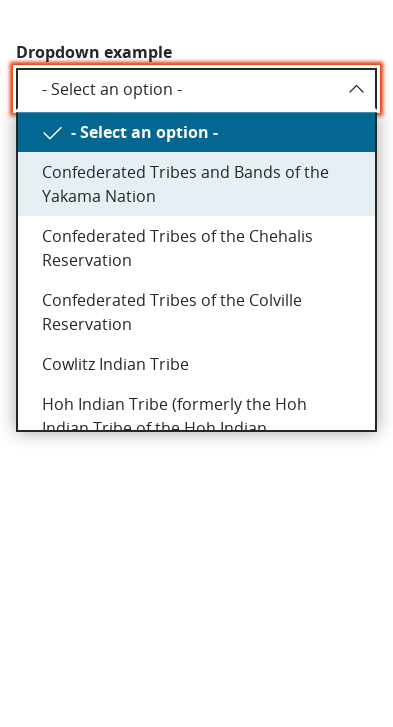 Dropdown example
- Select an option -
- Select an option -
Confederated Tribes and Bands of the
Yakama Nation
Confederated Tribes of the Chehalis
Reservation
Confederated Tribes of the Colville
Reservation
Cowlitz Indian Tribe
Hoh Indian Tribe (formerly the Hoh
Indian Tribe of the Hoh Indian